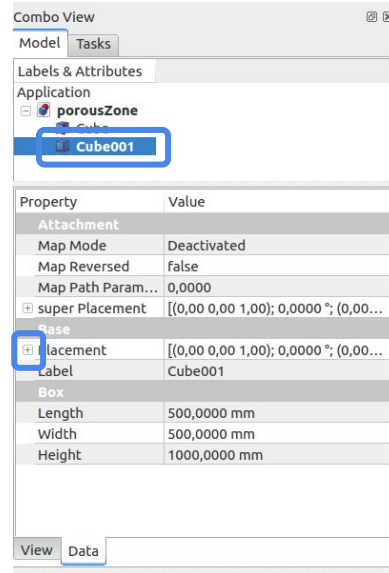 Combo View
Model Tasks
Labels & Attributes
Application
porousZone
Cube
Cube001
Property Value
Attachment
Map Mode Deactivated
Map Reversed false
Map Path Param... 0,0000
super Placement [(0,00 0,00 1,00); 0,0000 °; (0,00...
Base
Placement [(0,00 0,00 1,00); 0,0000 °; (0,00...
Label Cube001
Box
Length 500,0000 mm
Width 500,0000 mm
Height 1000,0000 mm
View Data